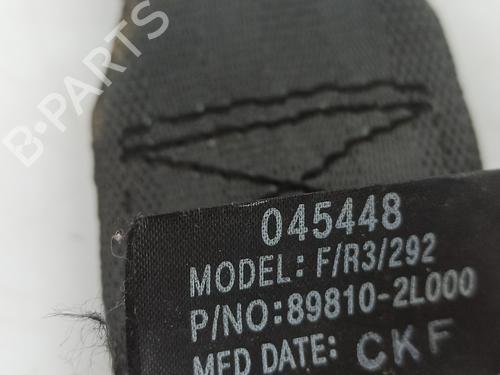 B-PARTS
045448
MODEL: F/R3/292
P/NO:89810-2L000
MFD DATE: CKF